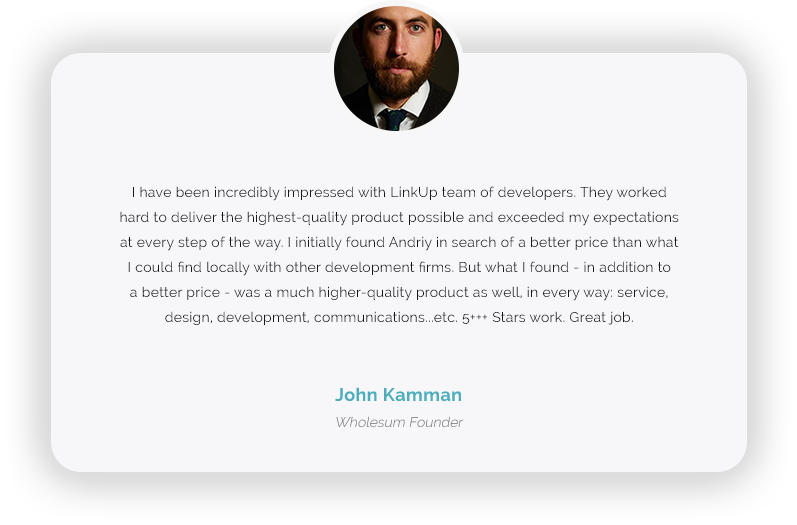 I have been incredibly impressed with LinkUp team of developers. They worked
hard to deliver the highest-quality product possible and exceeded my expectations
at every step of the way. I initially found Andriy in search of a better price than what
I could find locally with other development firms. But what I found - in addition to
a better price - was a much higher-quality product as well, in every way: service,
design, development, communications...etc. 5+++ Stars work. Great job.
John Kamman
Wholesum Founder